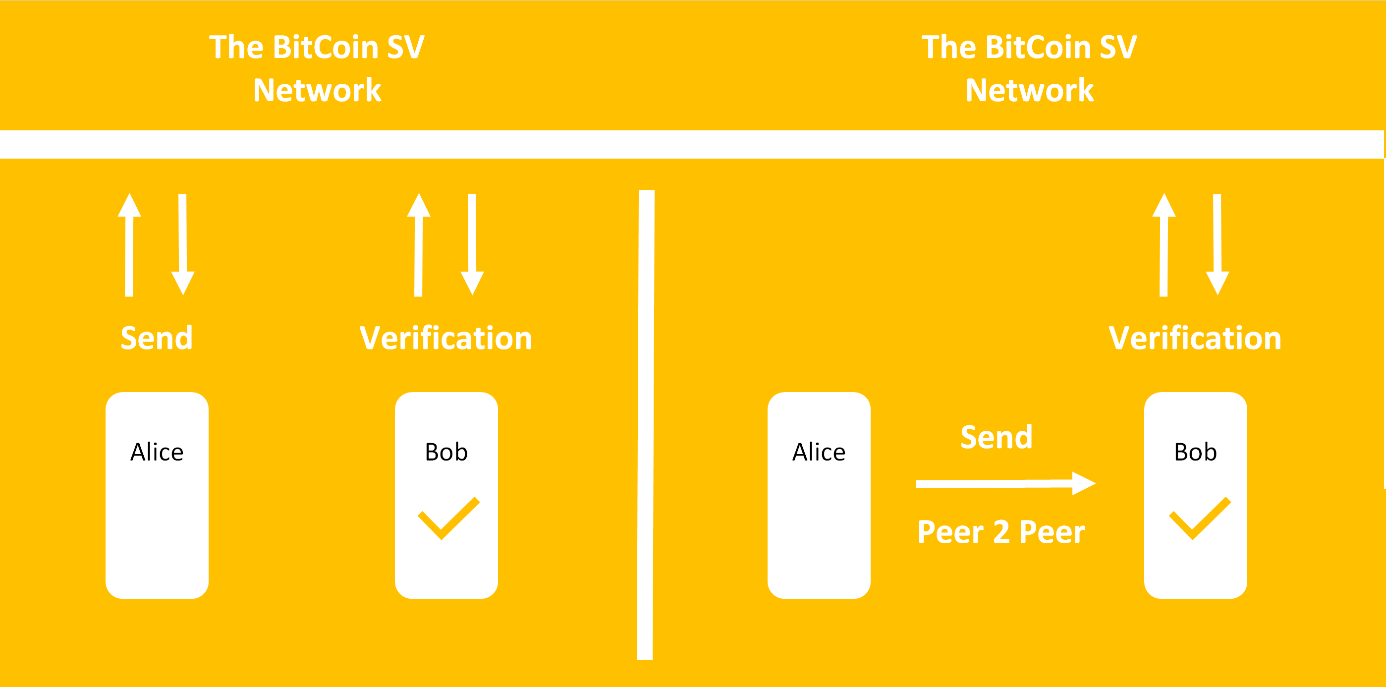 The BitCoin SV
Network
The BitCoin SV
Network
Send
Verification
Alice
Bob
Verification
Alice
Send
Peer 2 Peer
Bob